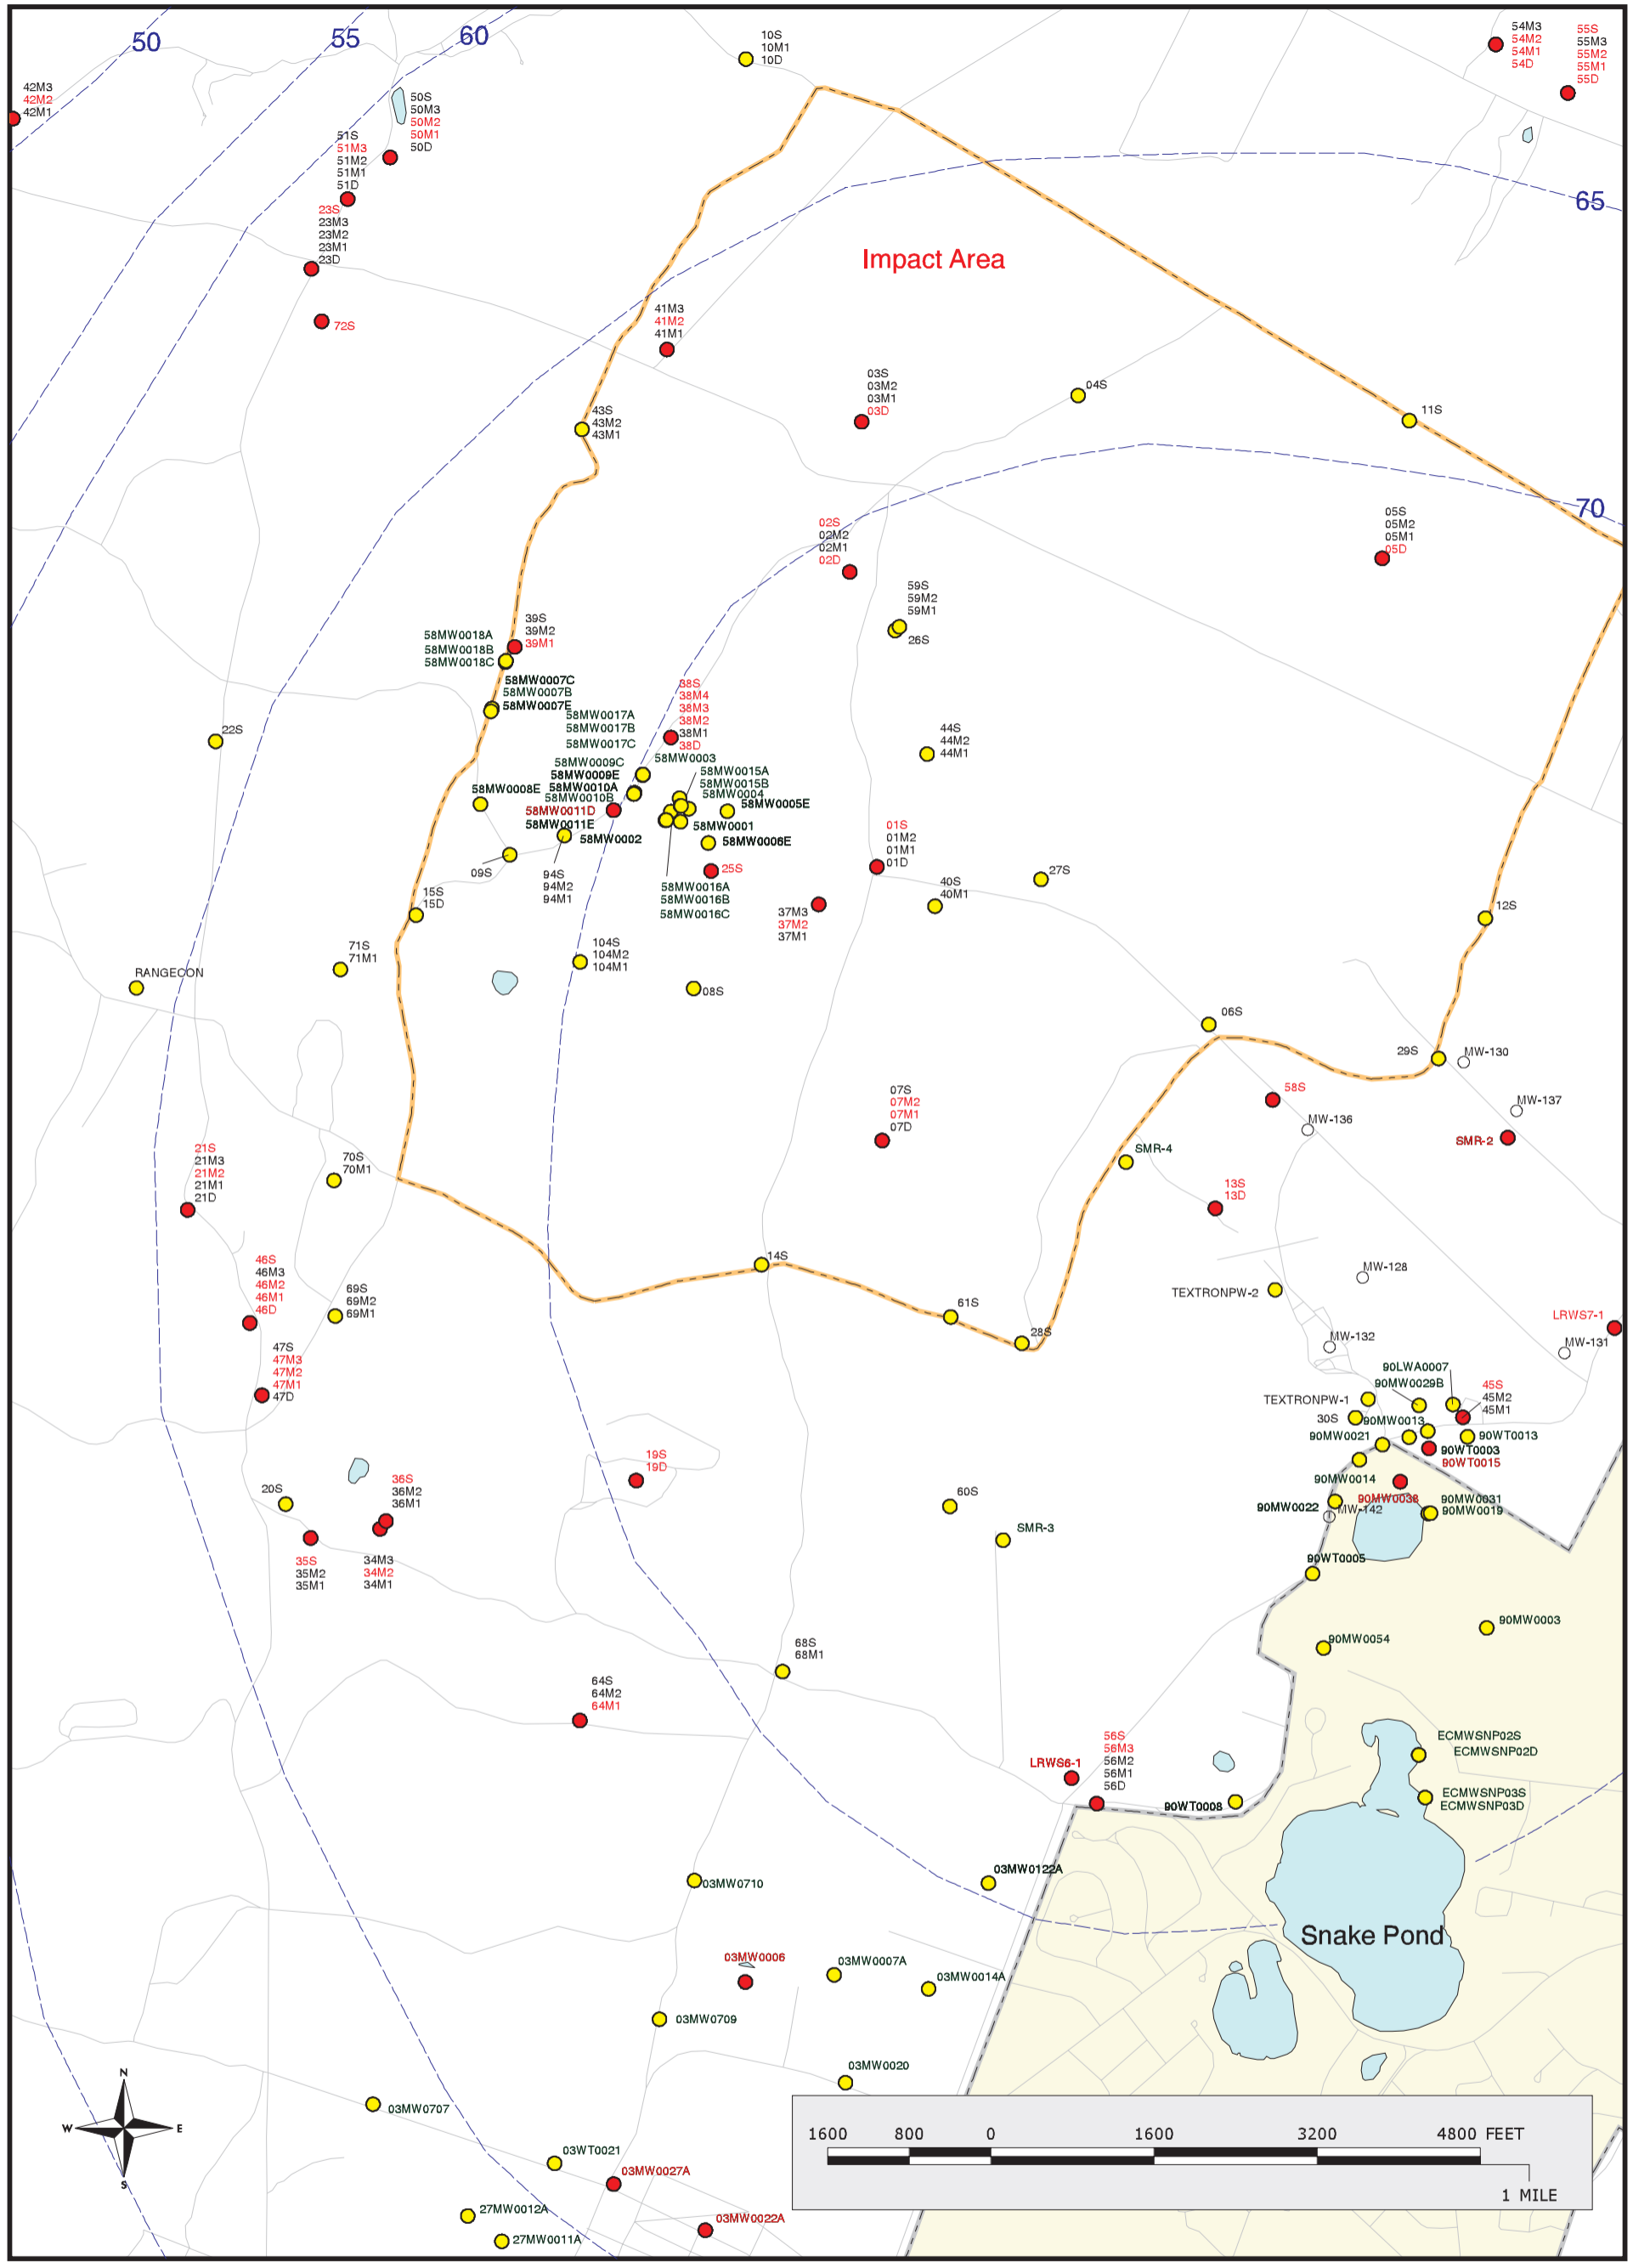 50
55
60
10S
10M1
10D
54M3
54M2
54M1
54D
55S
55M3
55M2
55M1
55D
42M3
42M2
42M1
50S
50M3
50M2
50M1
50D
51S
51M3
51M2
51M1
51D
65
23S
23M3
23M2
23M1
23D
Impact Area
72S
41M3
41M2
41M1
03S
03M2
03M1
03D
04S
11S
43S
43M2
43M1
70
02S
02M2
02M1
02D
05S
05M2
05M1
05D
59S
59M2
59M1
26S
39S
39M2
39M1
58MW0018A
58MW0018B
58MW0018C
58MW0007C
58MW0007B
58MW0007E
38S
38M4
38M3
38M2
38M1
38D
58MW0017A
58MW0017B
58MW0017C
22S
44S
44M2
44M1
58MW0003
58MW0009C
58MW0009E
58MW0010A
58MW0010B
58MW0011D
58MW0011E
58MW0002
58MW0008E
58MW0015A
58MW0015B
58MW0004
58MW0005E
58MW0001
58MW0006E
09S
94S
94M2
94M1
25S
58MW0016A
58MW0016B
58MW0016C
01S
01M2
01M1
01D
27S
40S
40M1
37M3
37M2
37M1
12S
15S
15D
71S
71M1
RANGECON
104S
104M2
104M1
08S
06S
29S
MW-130
58S
MW-137
MW-136
SMR-2
07S
07M2
07M1
07D
SMR-4
13S
13D
21S
21M3
21M2
21M1
21D
70S
70M1
14S
46S
46M3
46M2
46M1
46D
69S
69M2
69M1
MW-128
TEXTRONPW-2
61S
28S
LRWS7-1
MW-132
MW-131
47S
47M3
47M2
47M1
47D
90LWA0007
90MW0029B
45S
45M2
45M1
TEXTRONPW-1
30S
90MW0013
90MW0021
90WT0013
90WT0003
90WT0015
19S
19D
90MW0014
90MW0038
90MW0031
90MW0019
90MW0022
MW-142
20S
36S
36M2
36M1
60S
SMR-3
35S
35M2
35M1
34M3
34M2
34M1
90WT0005
90MW0003
90MW0054
68S
68M1
64S
64M2
64M1
56S
56M3
56M2
56M1
56D
LRWS6-1
ECMWSNP02S
ECMWSNP02D
ECMWSNP03S
ECMWSNP03D
90WT0008
03MW0710
03MW0122A
Snake Pond
03MW0006
03MW0007A
03MW0014A
03MW0709
03MW0020
N
W
E
S
03MW0707
1600
800
0
1600
3200
4800 FEET
1 MILE
03WT0021
03MW0027A
27MW0012A
03MW0022A
27MW0011A